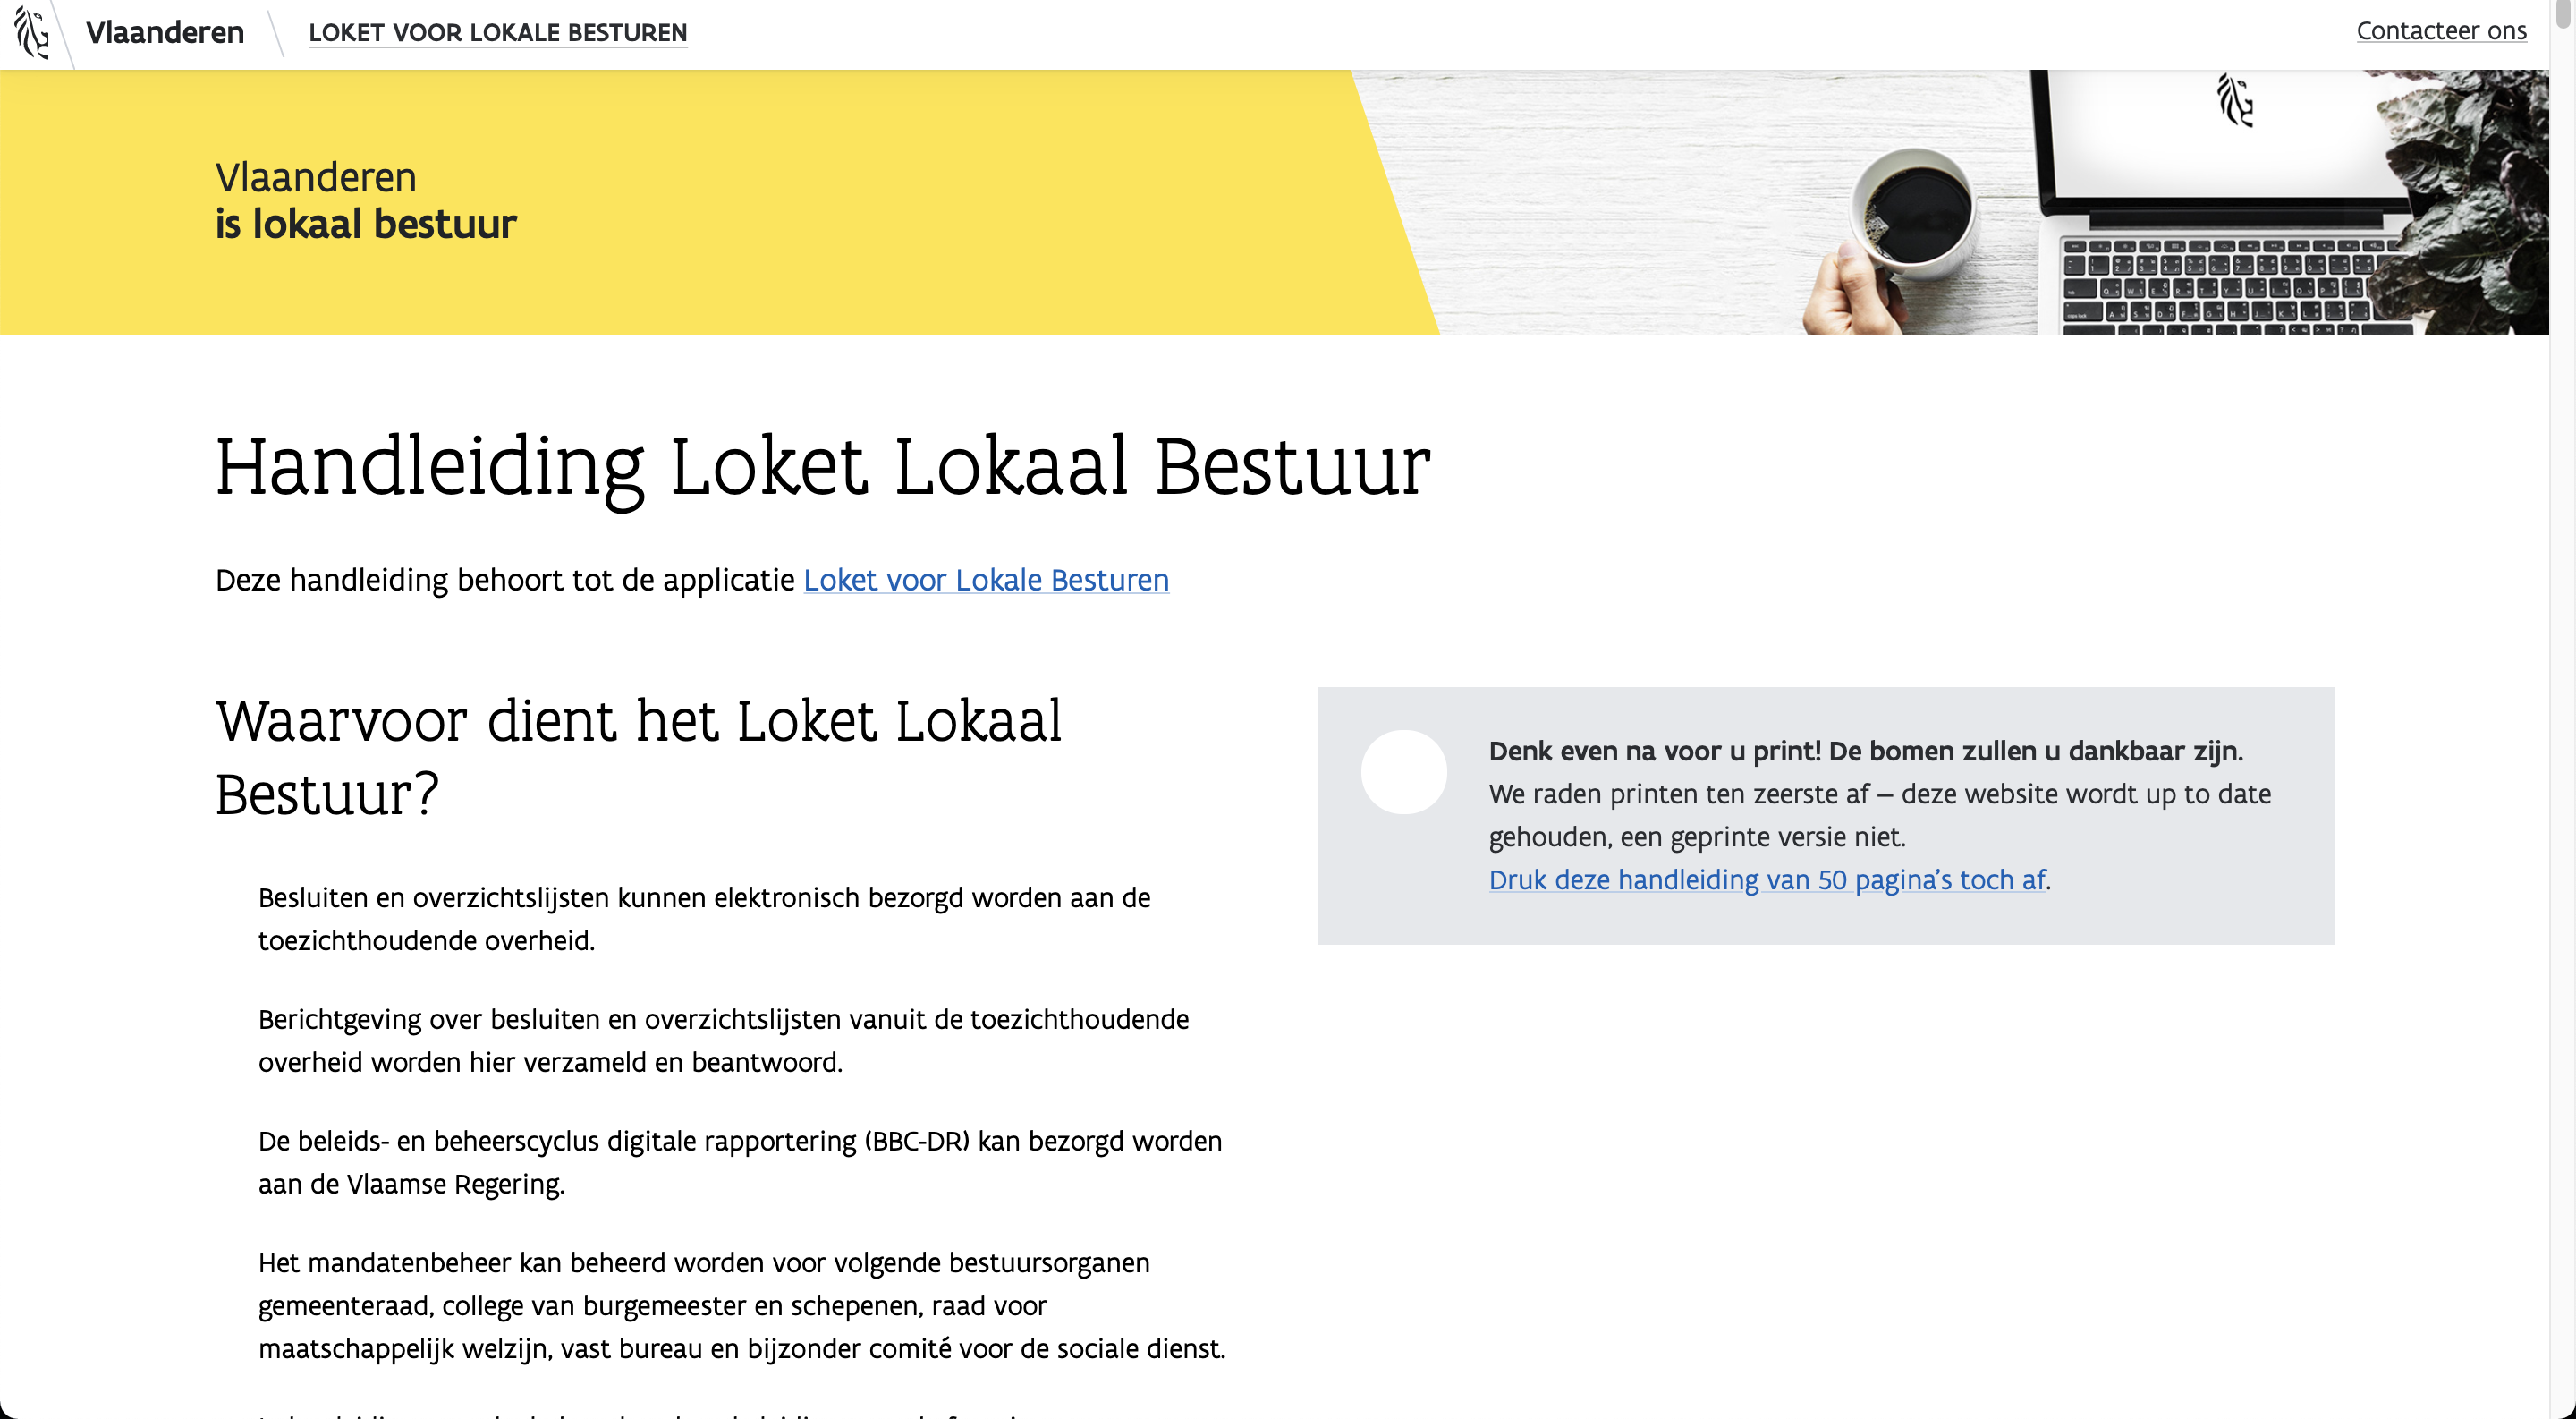 Vlaanderen
LOKET VOOR LOKALE BESTUREN
Contacteer ons
Vlaanderen
is lokaal bestuur
Handleiding Loket Lokaal Bestuur
Deze handleiding behoort tot de applicatie Loket voor Lokale Besturen
Waarvoor dient het Loket Lokaal
Bestuur?
Besluiten en overzichtslijsten kunnen elektronisch bezorgd worden aan de
toezichthoudende overheid.
Berichtgeving over besluiten en overzichtslijsten vanuit de toezichthoudende
overheid worden hier verzameld en beantwoord.
De beleids- en beheerscyclus digitale rapportering (BBC-DR) kan bezorgd worden
aan de Vlaamse Regering.
Het mandatenbeheer kan beheerd worden voor volgende bestuursorganen
gemeenteraad, college van burgemeester en schepenen, raad voor
maatschappelijk welzijn, vast bureau en bijzonder comité voor de sociale dienst.
Denk even na voor u print! De bomen zullen u dankbaar zijn.
We raden printen ten zeerste af – deze website wordt up to date
gehouden, een geprinte versie niet.
Druk deze handleiding van 50 pagina's toch af.